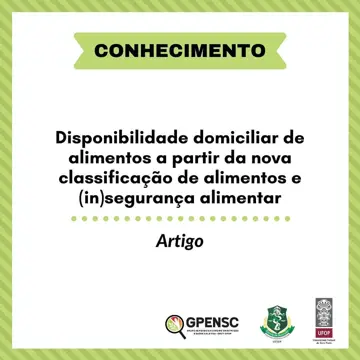 CONHECIMENTO
Disponibilidade domiciliar de
alimentos a partir da nova
classificação de alimentos e
(in)segurança alimentar
Artigo
GPENSC
UFOP